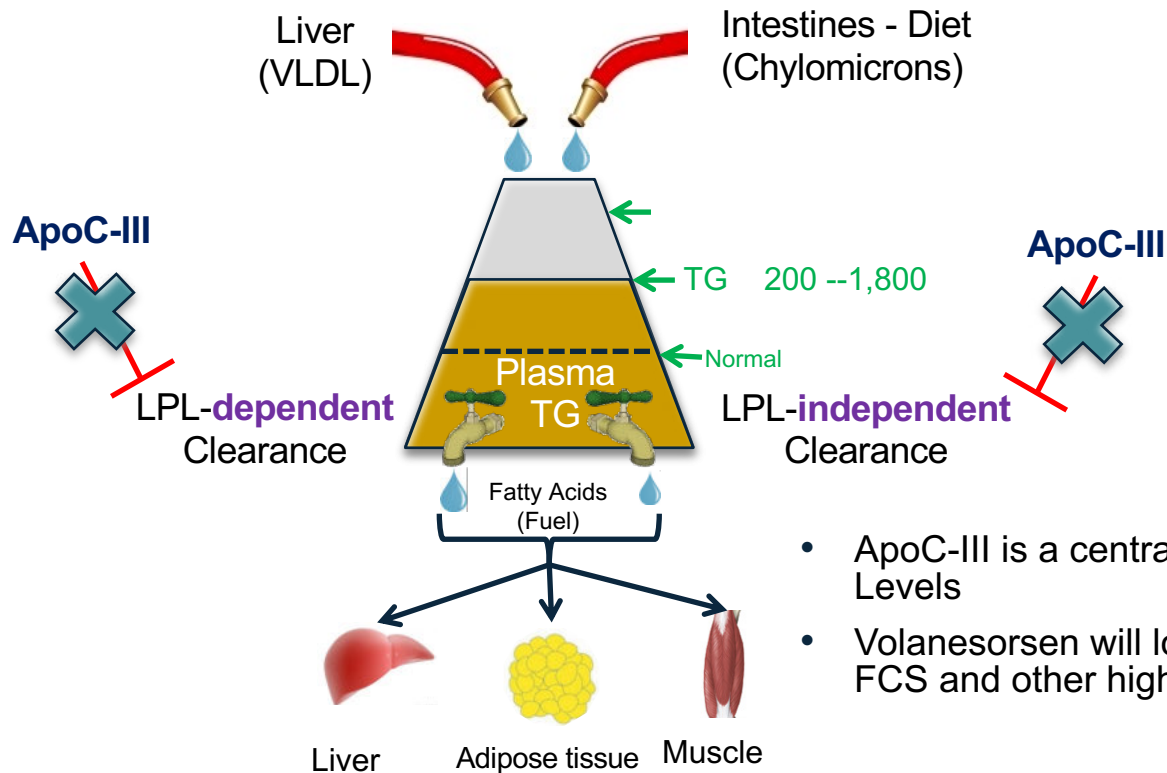 Liver
(VLDL)
Intestines - Diet
(Chylomicrons)
ApoC-III
ApoC-III
TG 200 --1,800
Normal
Plasma
TG
LPL-dependent
Clearance
LPL-independent
Clearance
Fatty Acids
(Fuel)
• ApoC-III is a centra
Levels
• Volanesorsen will lo
FCS and other high
Liver
Adipose tissue
Muscle